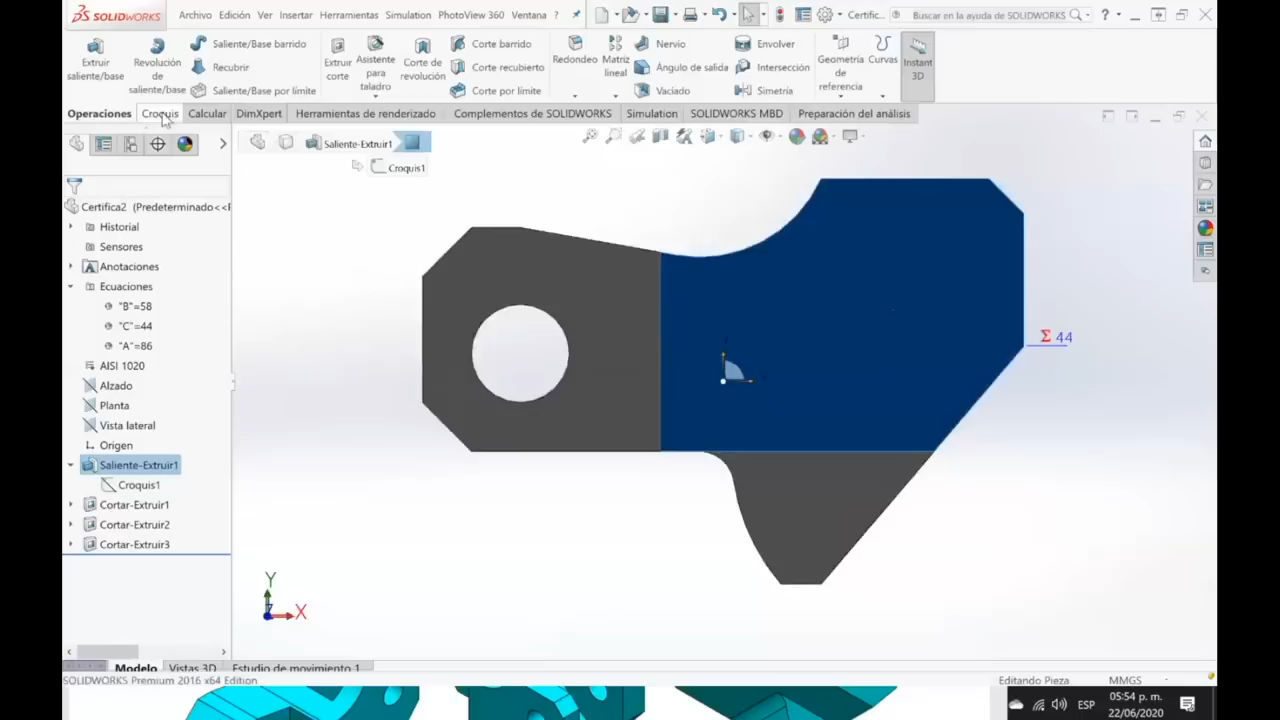 SOLIDWORKS
Archivo Edición Ver Insertar Herramientas Simulation PhotoView 360 Ventana ?
Certific...
Buscar en la ayuda de SOLIDWORKS
?
Extruir saliente/base
Revolución de saliente/base
Saliente/Base barrido
Recubrir
Saliente/Base por límite
Extruir corte
Asistente para taladro
Corte de revolución
Corte barrido
Corte recubierto
Corte por límite
Redondeo
Matriz lineal
Nervio
Ángulo de salida
Vaciado
Envolver
Intersección
Simetría
Geometría de referencia
Curvas
Instant 3D
Operaciones Croquis Calcular DimXpert Herramientas de renderizado Complementos de SOLIDWORKS Simulation SOLIDWORKS MBD Preparación del análisis
Saliente-Extruir1
Croquis1
Certifica2 (Predeterminado<<
Historial
Sensores
Anotaciones
Ecuaciones
"B"=58
"C"=44
"A"=86
AISI 1020
Alzado
Planta
Vista lateral
Origen
Saliente-Extruir1
Croquis1
Cortar-Extruir1
Cortar-Extruir2
Cortar-Extruir3
Σ 44
Y
X
Modelo Vistas 3D Estudio de movimiento 1
SOLIDWORKS Premium 2016 x64 Edition
Editando Pieza MMGS
ESP
05:54 p. m.
22/06/2020